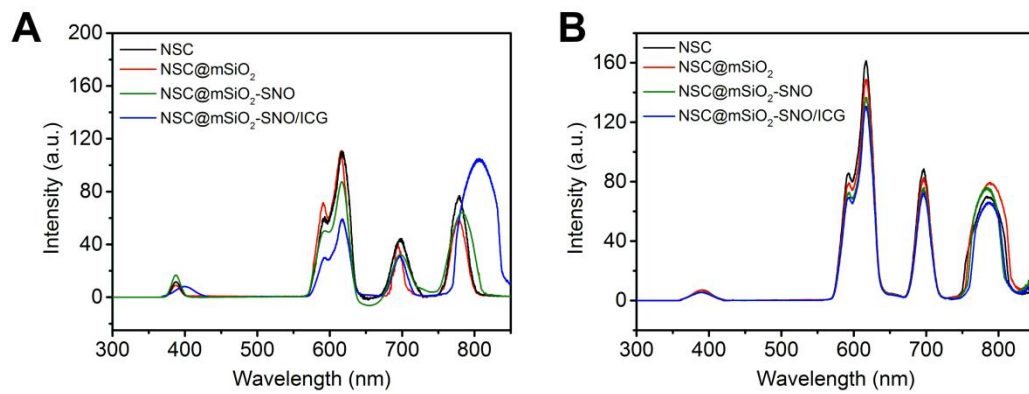 A
200
160
120
80
40
0
Intensity (a.u.)
NSC
NSC@mSiO₂
NSC@mSiO₂-SNO
NSC@mSiO₂-SNO/ICG
300 400 500 600 700 800
Wavelength (nm)
B
160
120
80
40
0
Intensity (a.u.)
NSC
NSC@mSiO₂
NSC@mSiO₂-SNO
NSC@mSiO₂-SNO/ICG
300 400 500 600 700 800
Wavelength (nm)